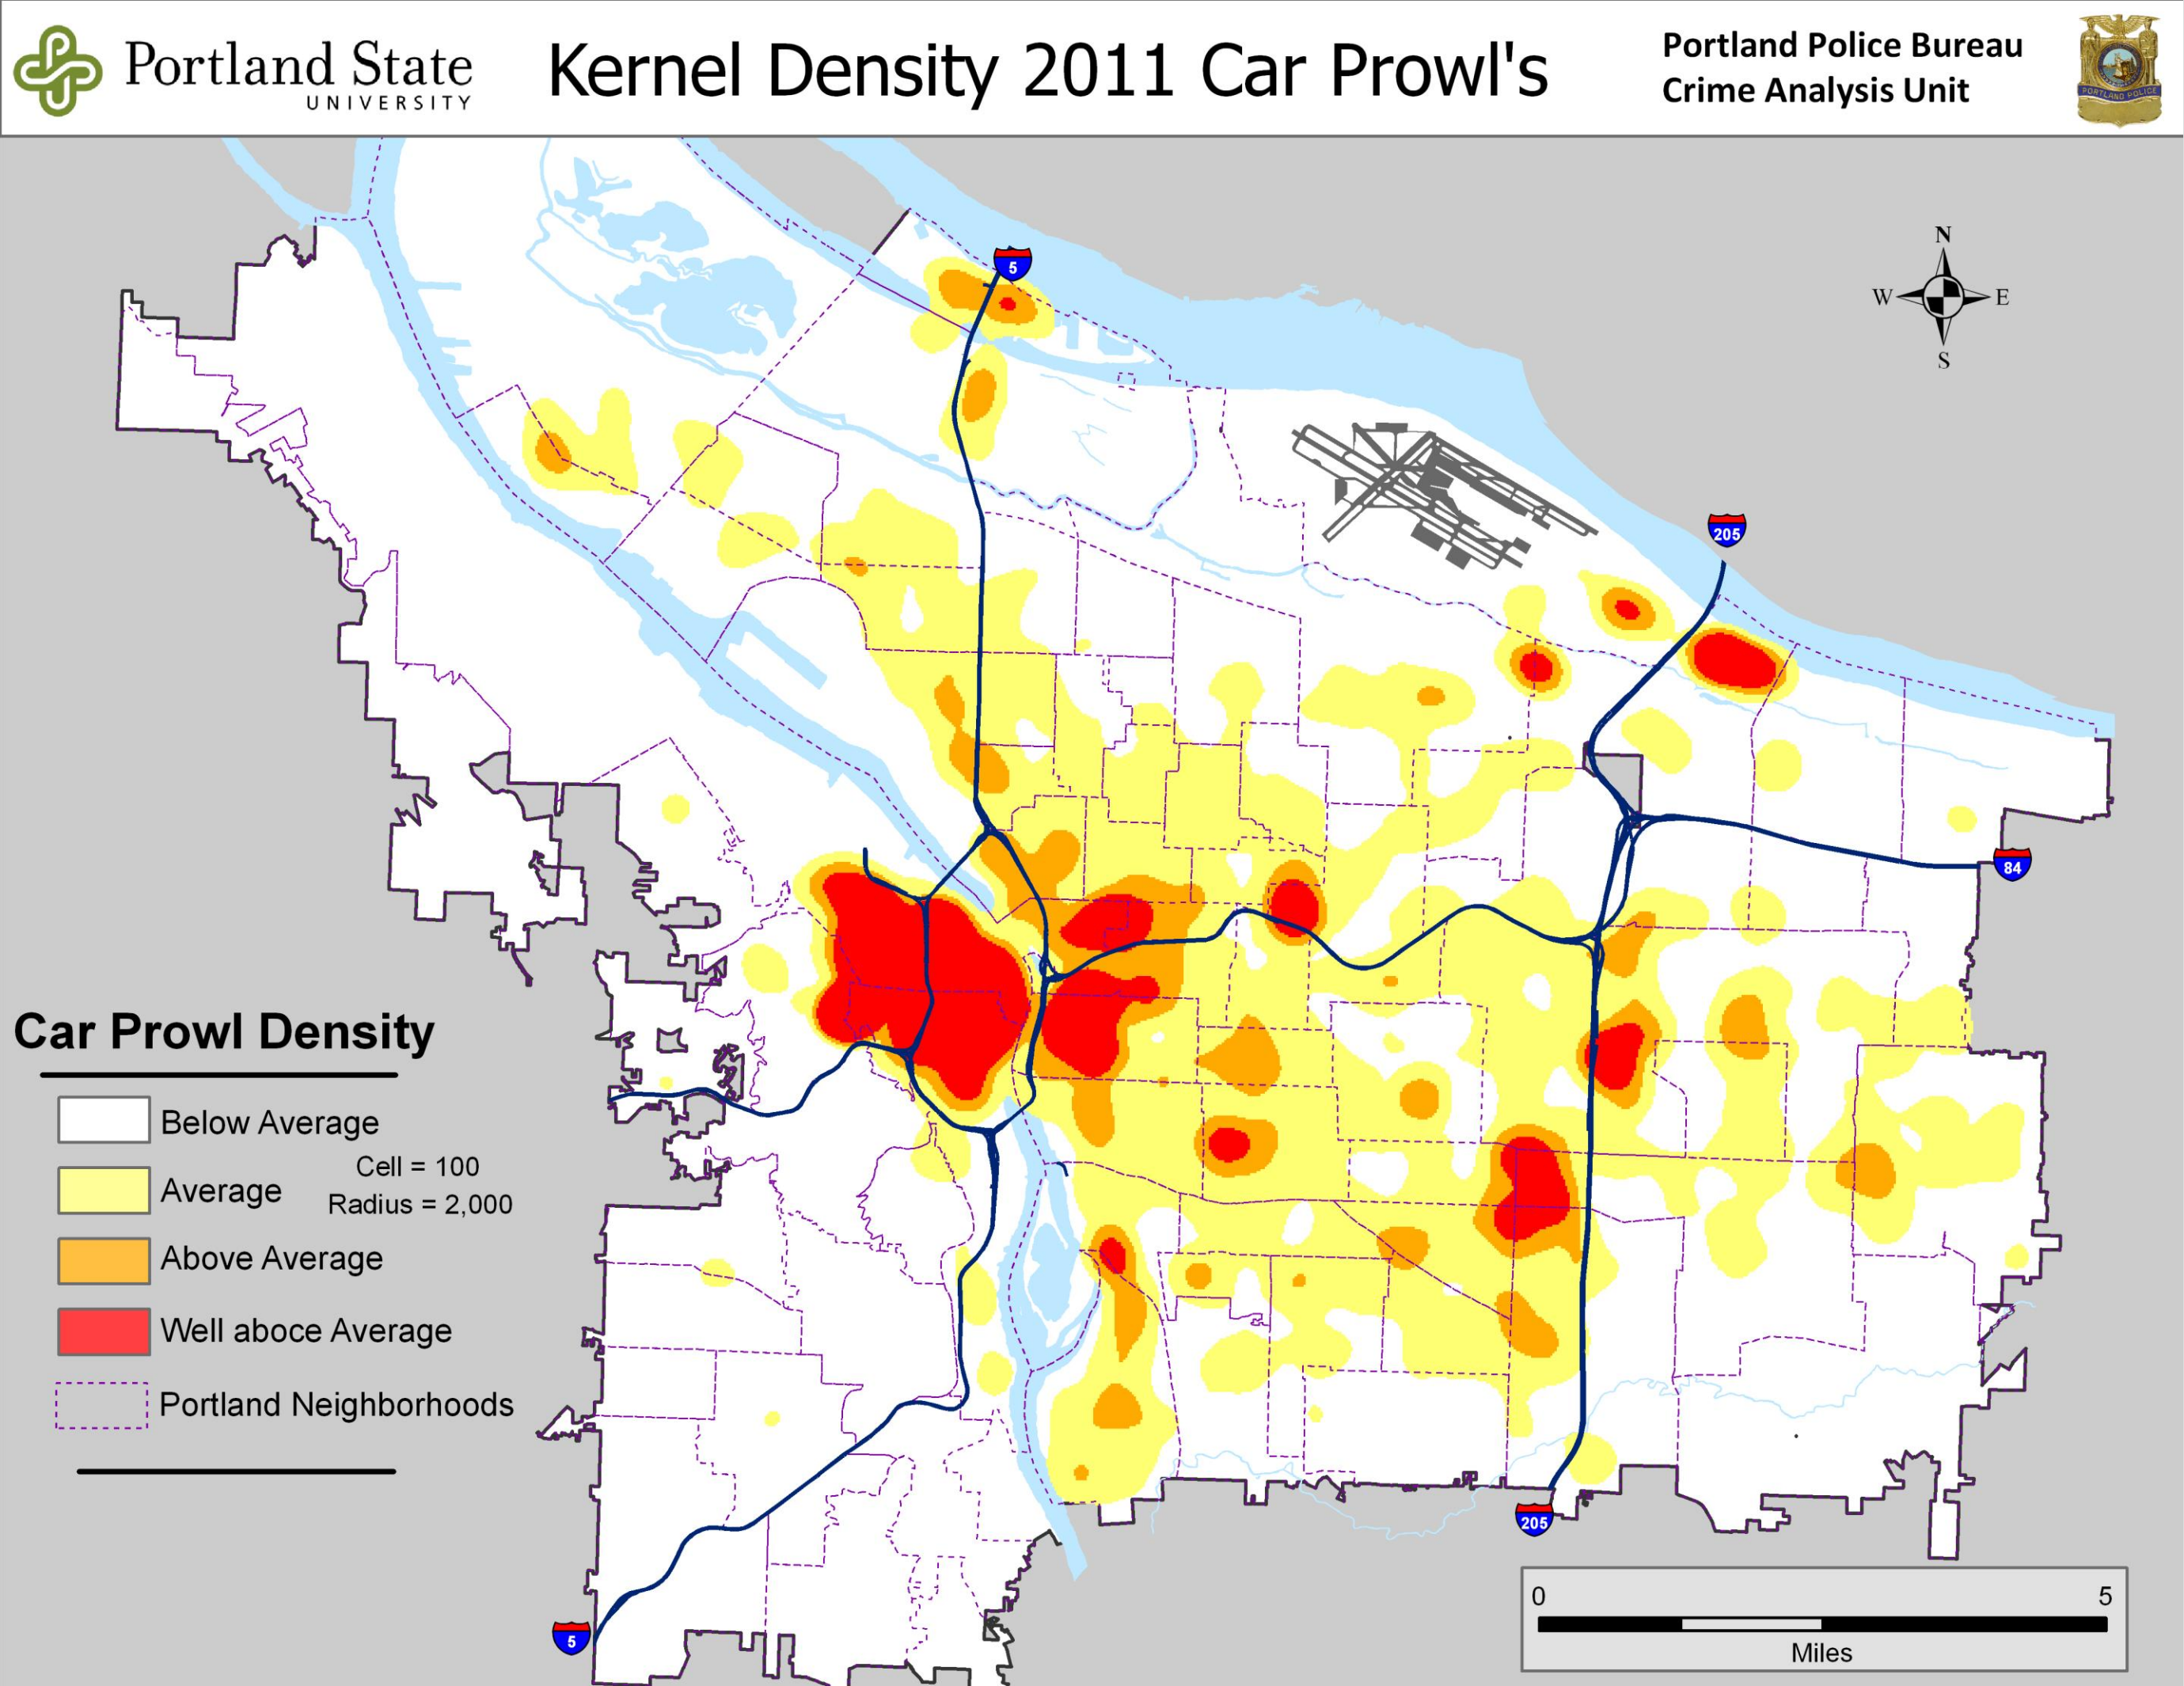 Portland State
UNIVERSITY
Kernel Density 2011 Car Prowl's
Portland Police Bureau
Crime Analysis Unit
PORTLAND POLICE
5
N
W
E
S
205
84
Car Prowl Density
Below Average
Cell = 100
Average
Radius = 2,000
Above Average
Well aboce Average
Portland Neighborhoods
205
5
0
5
Miles